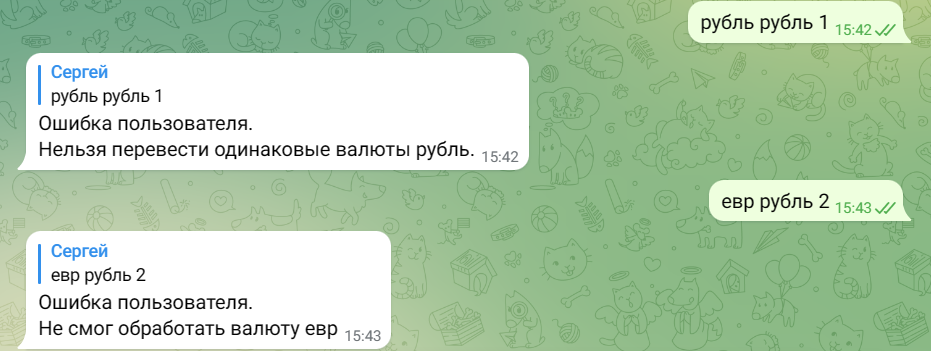 рубль рубль 1 15:42
Сергей
рубль рубль 1
Ошибка пользователя.
Нельзя перевести одинаковые валюты рубль. 15:42
евр рубль 2 15:43
Сергей
евр рубль 2
Ошибка пользователя.
Не смог обработать валюту евр 15:43